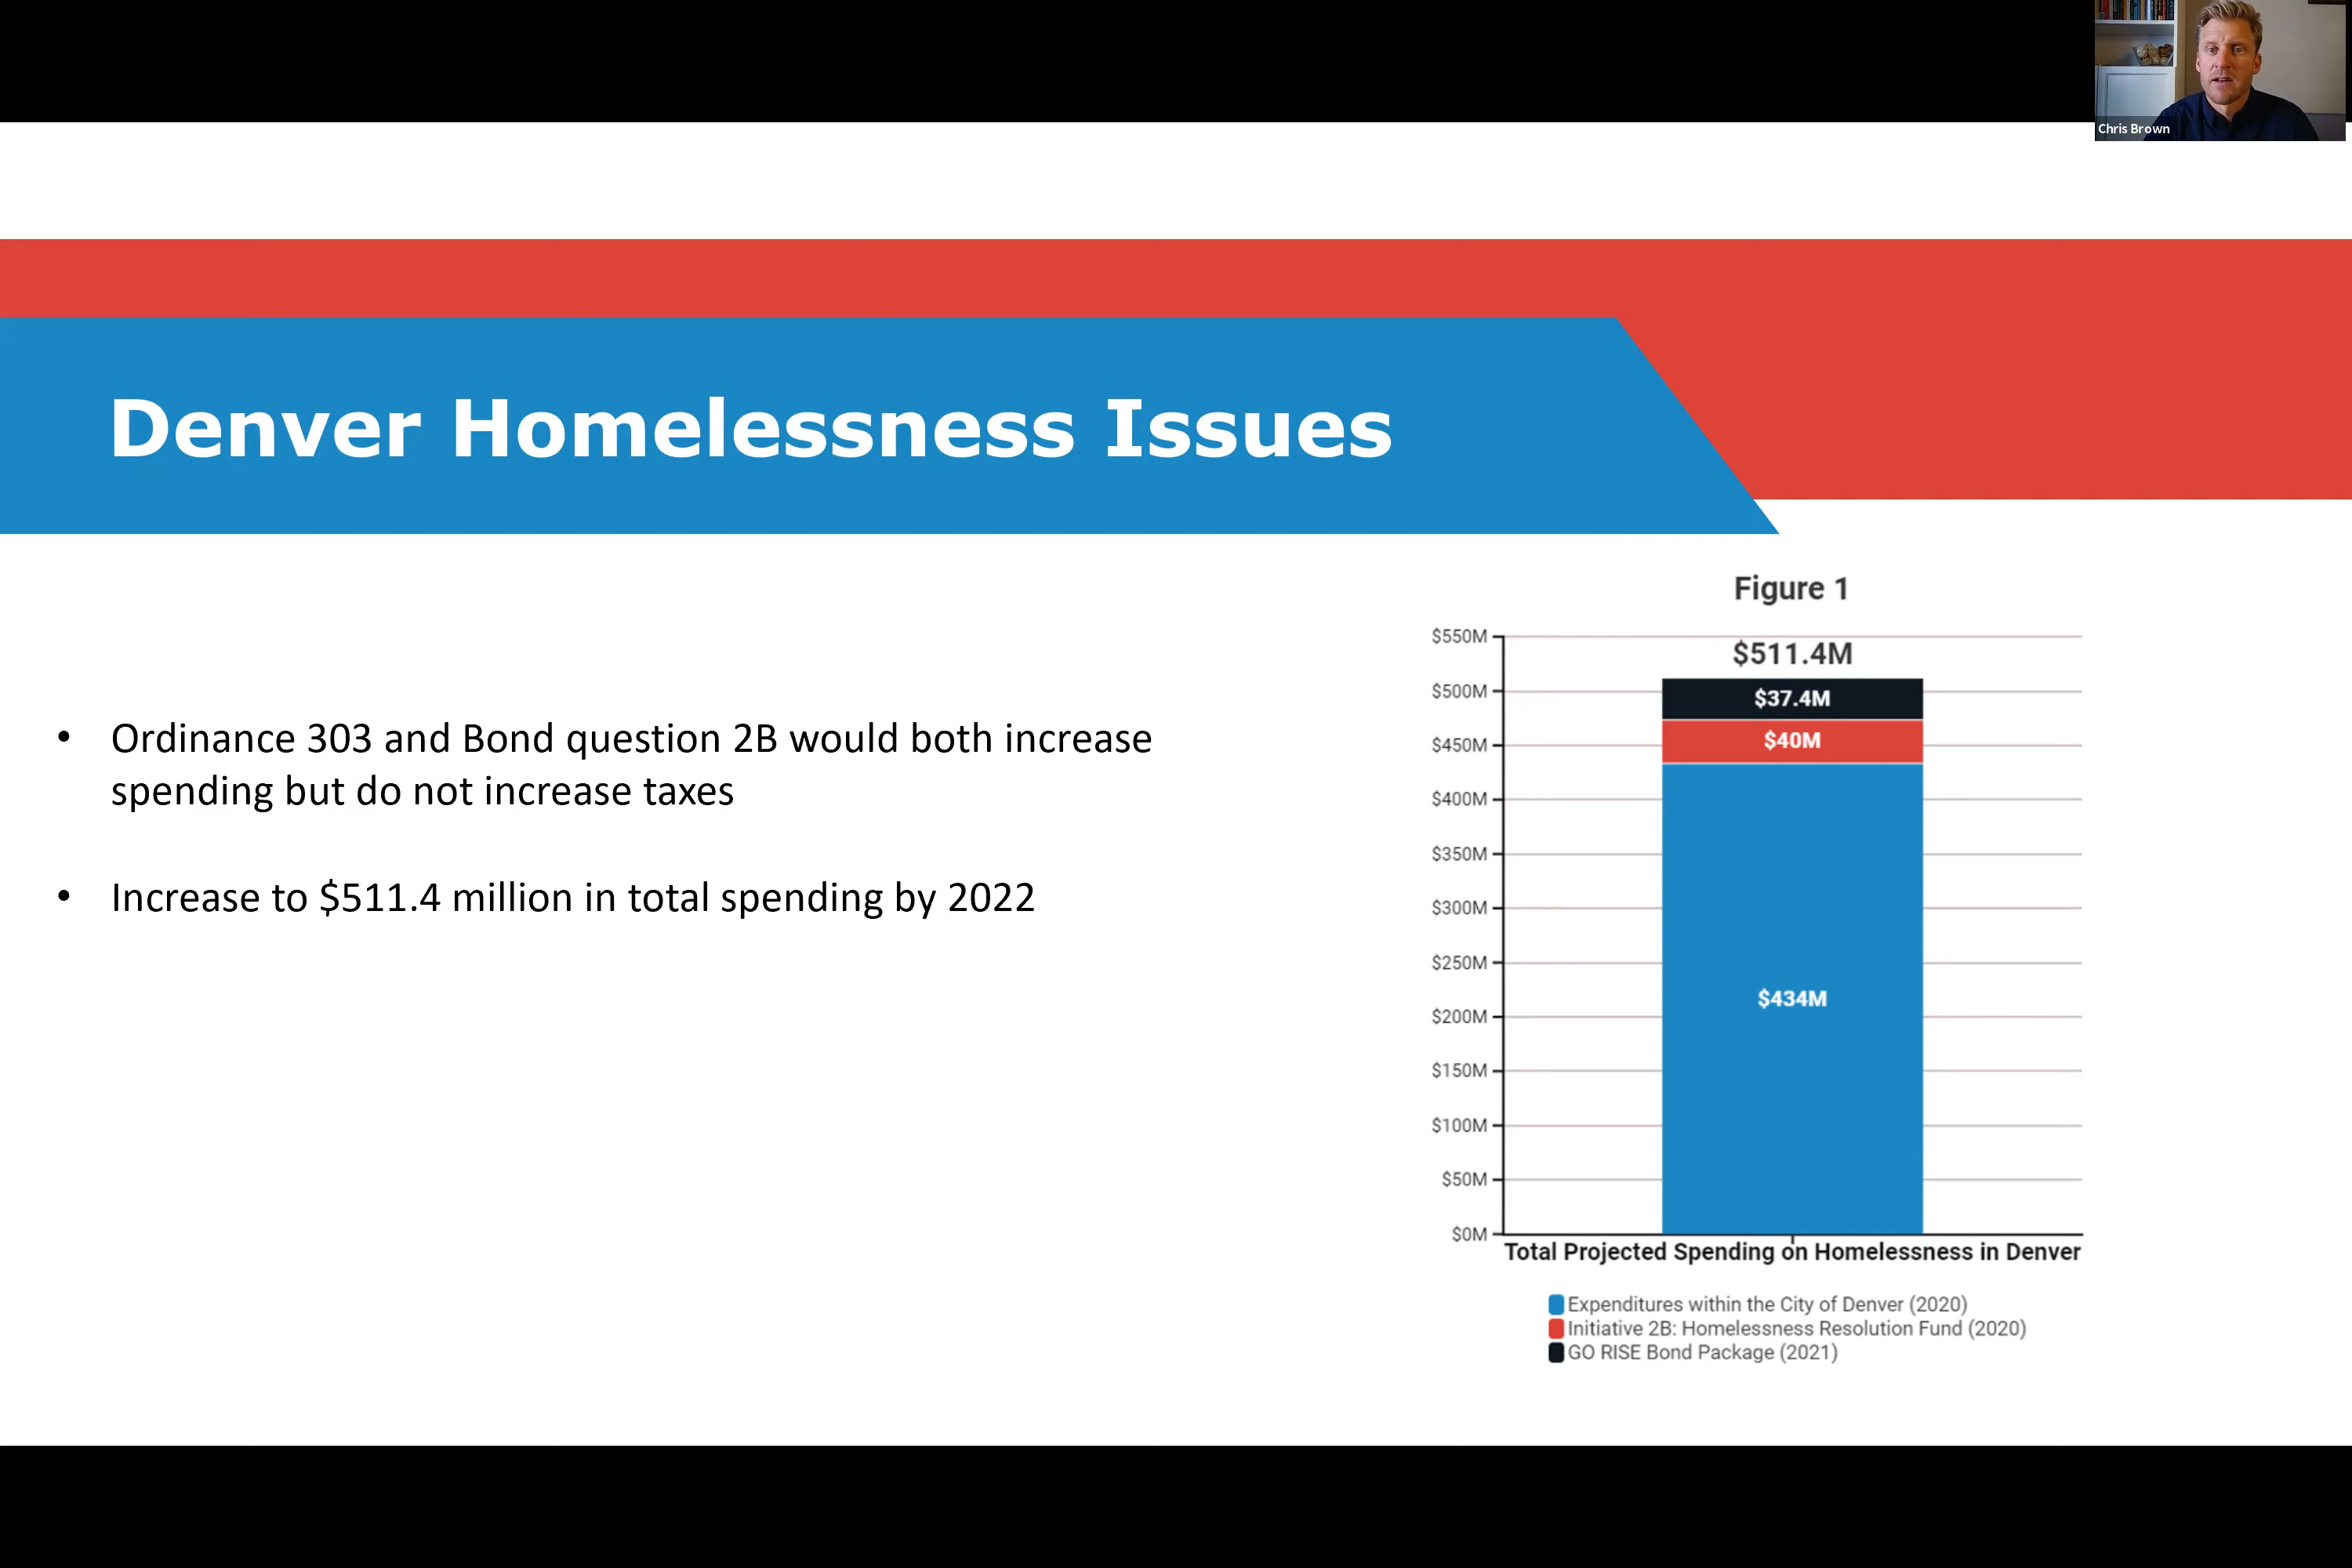 Chris Brown
Denver Homelessness Issues
• Ordinance 303 and Bond question 2B would both increase
spending but do not increase taxes
• Increase to $511.4 million in total spending by 2022
Figure 1
$550M
$500M
$450M
$400M
$350M
$300M
$250M
$200M
$150M
$100M
$50M
$0M
$511.4M
$37.4M
$40M
$434M
Total Projected Spending on Homelessness in Denver
Expenditures within the City of Denver (2020)
Initiative 2B: Homelessness Resolution Fund (2020)
GO RISE Bond Package (2021)